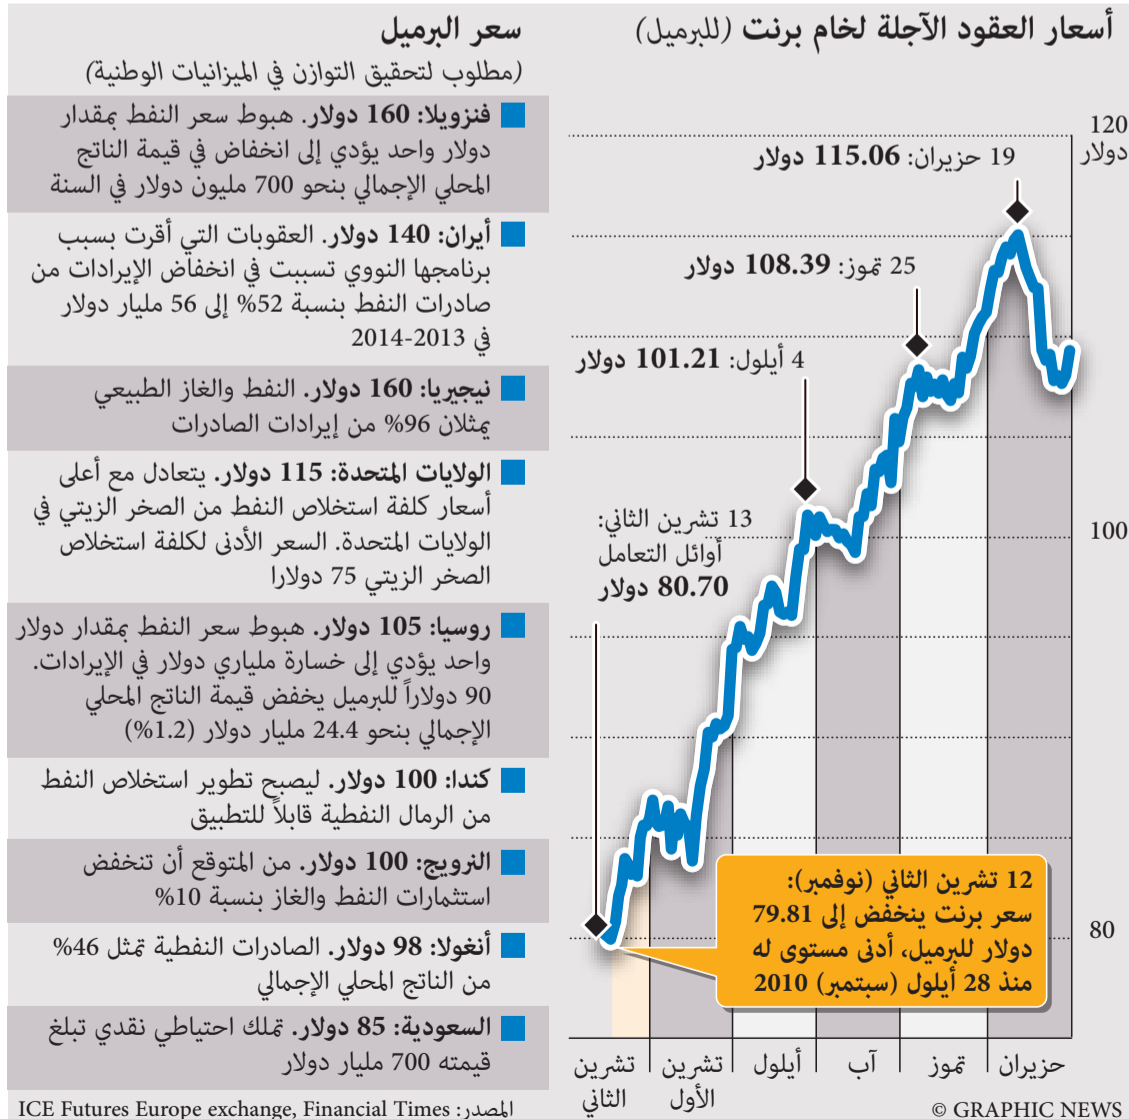 أسعار العقود الآجلة لخام برنت (للبرميل)
120
دولار
19 حزيران: 115.06 دولار
25 تموز: 108.39 دولار
4 أيلول: 101.21 دولار
13 تشرين الثاني:
أوائل التعامل
80.70 دولار
100
80
12 تشرين الثاني (نوفمبر):
سعر برنت ينخفض إلى 79.81
دولار للبرميل، أدنى مستوى له
منذ 28 أيلول (سبتمبر) 2010
حزيران
تموز
آب
أيلول
تشرين
الأول
تشرين
الثاني
© GRAPHIC NEWS
سعر البرميل
(مطلوب لتحقيق التوازن في الميزانيات الوطنية)
فنزويلا: 160 دولار. هبوط سعر النفط بمقدار
دولار واحد يؤدي إلى انخفاض في قيمة الناتج
المحلي الإجمالي بنحو 700 مليون دولار في السنة
أيران: 140 دولار. العقوبات التي أقرت بسبب
برنامجها النووي تسببت في انخفاض الإيرادات من
صادرات النفط بنسبة 52% إلى 56 مليار دولار
في 2013-2014
نيجيريا: 160 دولار. النفط والغاز الطبيعي
يمثلان 96% من إيرادات الصادرات
الولايات المتحدة: 115 دولار. يتعادل مع أعلى
أسعار كلفة استخلاص النفط من الصخر الزيتي في
الولايات المتحدة. السعر الأدنى لكلفة استخلاص
الصخر الزيتي 75 دولارا
روسيا: 105 دولار. هبوط سعر النفط بمقدار دولار
واحد يؤدي إلى خسارة ملياري دولار في الإيرادات.
90 دولاراً للبرميل يخفض قيمة الناتج المحلي
الإجمالي بنحو 24.4 مليار دولار (1.2%)
كندا: 100 دولار. ليصبح تطوير استخلاص النفط
من الرمال النفطية قابلاً للتطبيق
النرويج: 100 دولار. من المتوقع أن تنخفض
استثمارات النفط والغاز بنسبة 10%
أنغولا: 98 دولار. الصادرات النفطية تمثل 46%
من الناتج المحلي الإجمالي
السعودية: 85 دولار. تملك احتياطي نقدي تبلغ
قيمته 700 مليار دولار
المصدر: ICE Futures Europe exchange, Financial Times